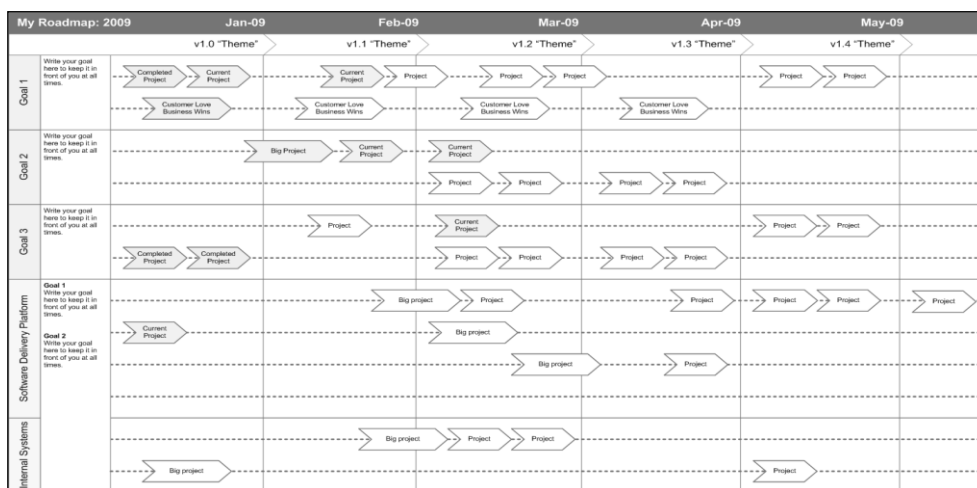 My Roadmap: 2009 Jan-09 Feb-09 Mar-09 Apr-09 May-09
v1.0 "Theme" v1.1 "Theme" v1.2 "Theme" v1.3 "Theme" v1.4 "Theme"
Goal 1
Write your goal
here to keep it in
front of you at all
times.
Completed
Project
Current
Project
Current
Project
Project
Project
Project
Project
Project
Customer Love
Business Wins
Customer Love
Business Wins
Customer Love
Business Wins
Customer Love
Business Wins
Goal 2
Write your goal
here to keep it in
front of you at all
times.
Big Project
Current
Project
Current
Project
Project
Project
Project
Project
Goal 3
Write your goal
here to keep it in
front of you at all
times.
Project
Current
Project
Project
Project
Completed
Project
Completed
Project
Project
Project
Project
Project
Software Delivery Platform
Goal 1
Write your goal
here to keep it in
front of you at all
times.
Goal 2
Write your goal
here to keep it in
front of you at all
times.
Big project
Project
Project
Project
Project
Project
Current
Project
Big project
Big project
Project
Internal Systems
Big project
Project
Project
Big project
Project